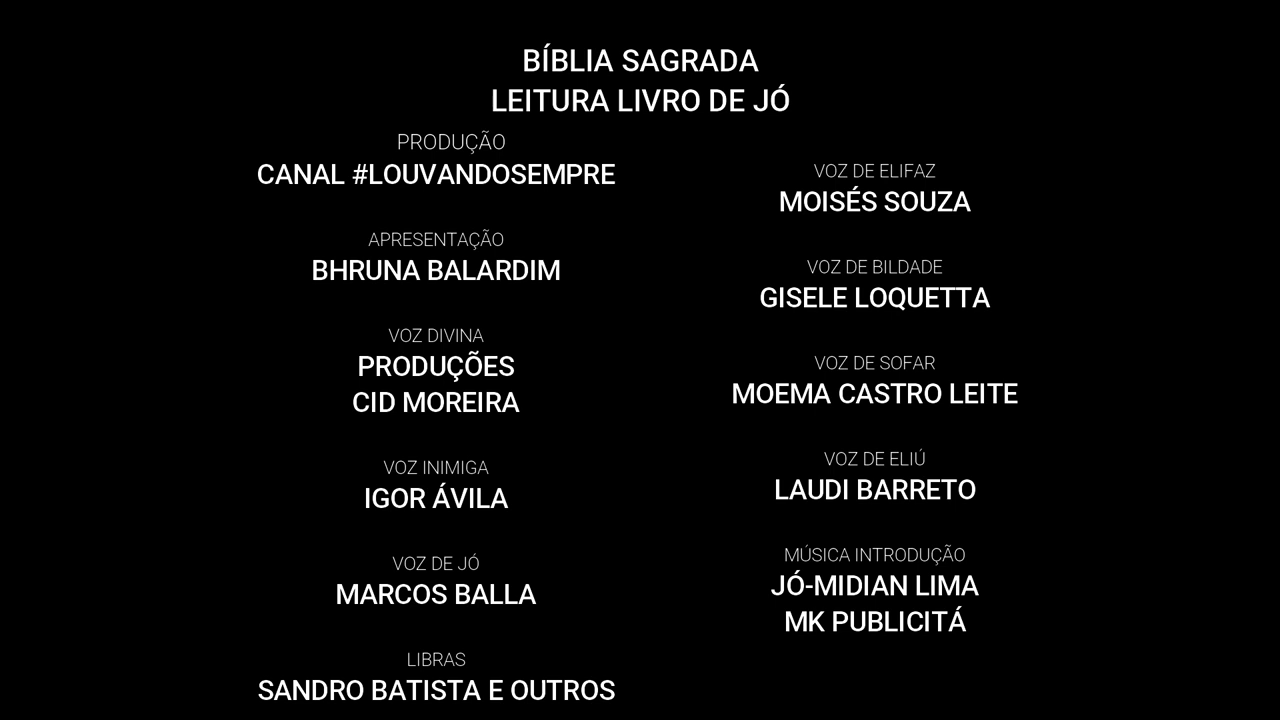 BÍBLIA SAGRADA
LEITURA LIVRO DE JÓ
PRODUÇÃO
CANAL #LOUVANDOSEMPRE
APRESENTAÇÃO
BHRUNA BALARDIM
VOZ DIVINA
PRODUÇÕES
CID MOREIRA
VOZ INIMIGA
IGOR ÁVILA
VOZ DE JÓ
MARCOS BALLA
LIBRAS
SANDRO BATISTA E OUTROS
VOZ DE ELIFAZ
MOISÉS SOUZA
VOZ DE BILDADE
GISELE LOQUETTA
VOZ DE SOFAR
MOEMA CASTRO LEITE
VOZ DE ELIÚ
LAUDI BARRETO
MÚSICA INTRODUÇÃO
JÓ-MIDIAN LIMA
MK PUBLICITÁ